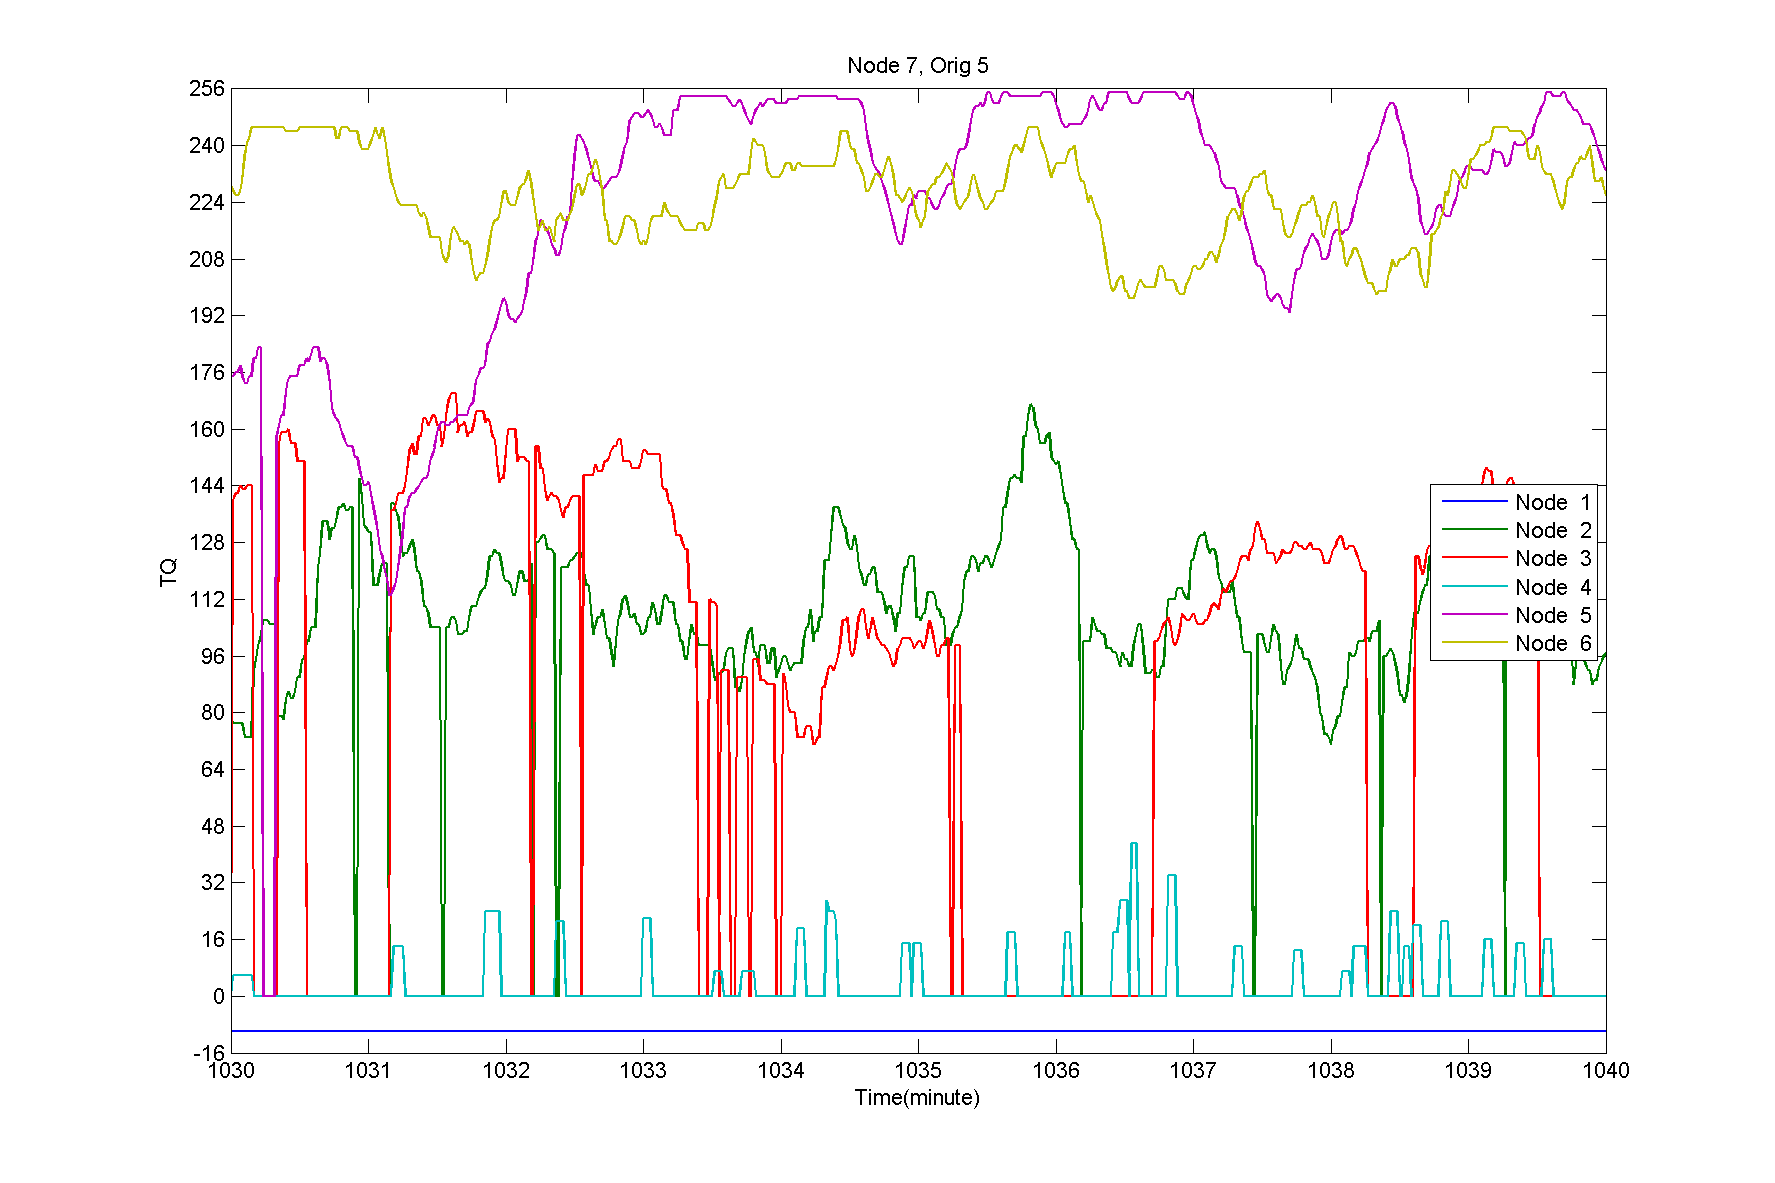 Node 7, Orig 5
256
240
224
208
192
176
160
144
128
112
96
80
64
48
32
16
0
-16
TQ
Node 1
Node 2
Node 3
Node 4
Node 5
Node 6
1030 1031 1032 1033 1034 1035 1036 1037 1038 1039 1040
Time(minute)